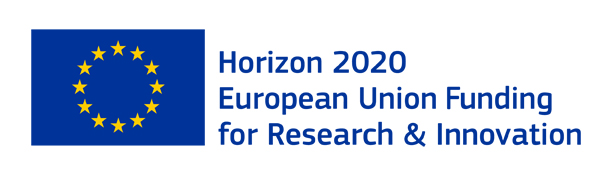 Horizon 2020
European Union Funding
for Research & Innovation